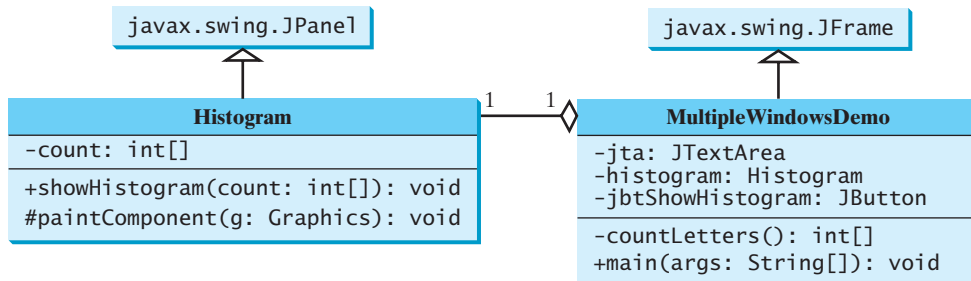 javax.swing.JPanel
Histogram
-count: int[]
+showHistogram(count: int[]): void
#paintComponent(g: Graphics): void
1
1
javax.swing.JFrame
MultipleWindowsDemo
-jta: JTextArea
-histogram: Histogram
-jbtShowHistogram: JButton
-countLetters(): int[]
+main(args: String[]): void